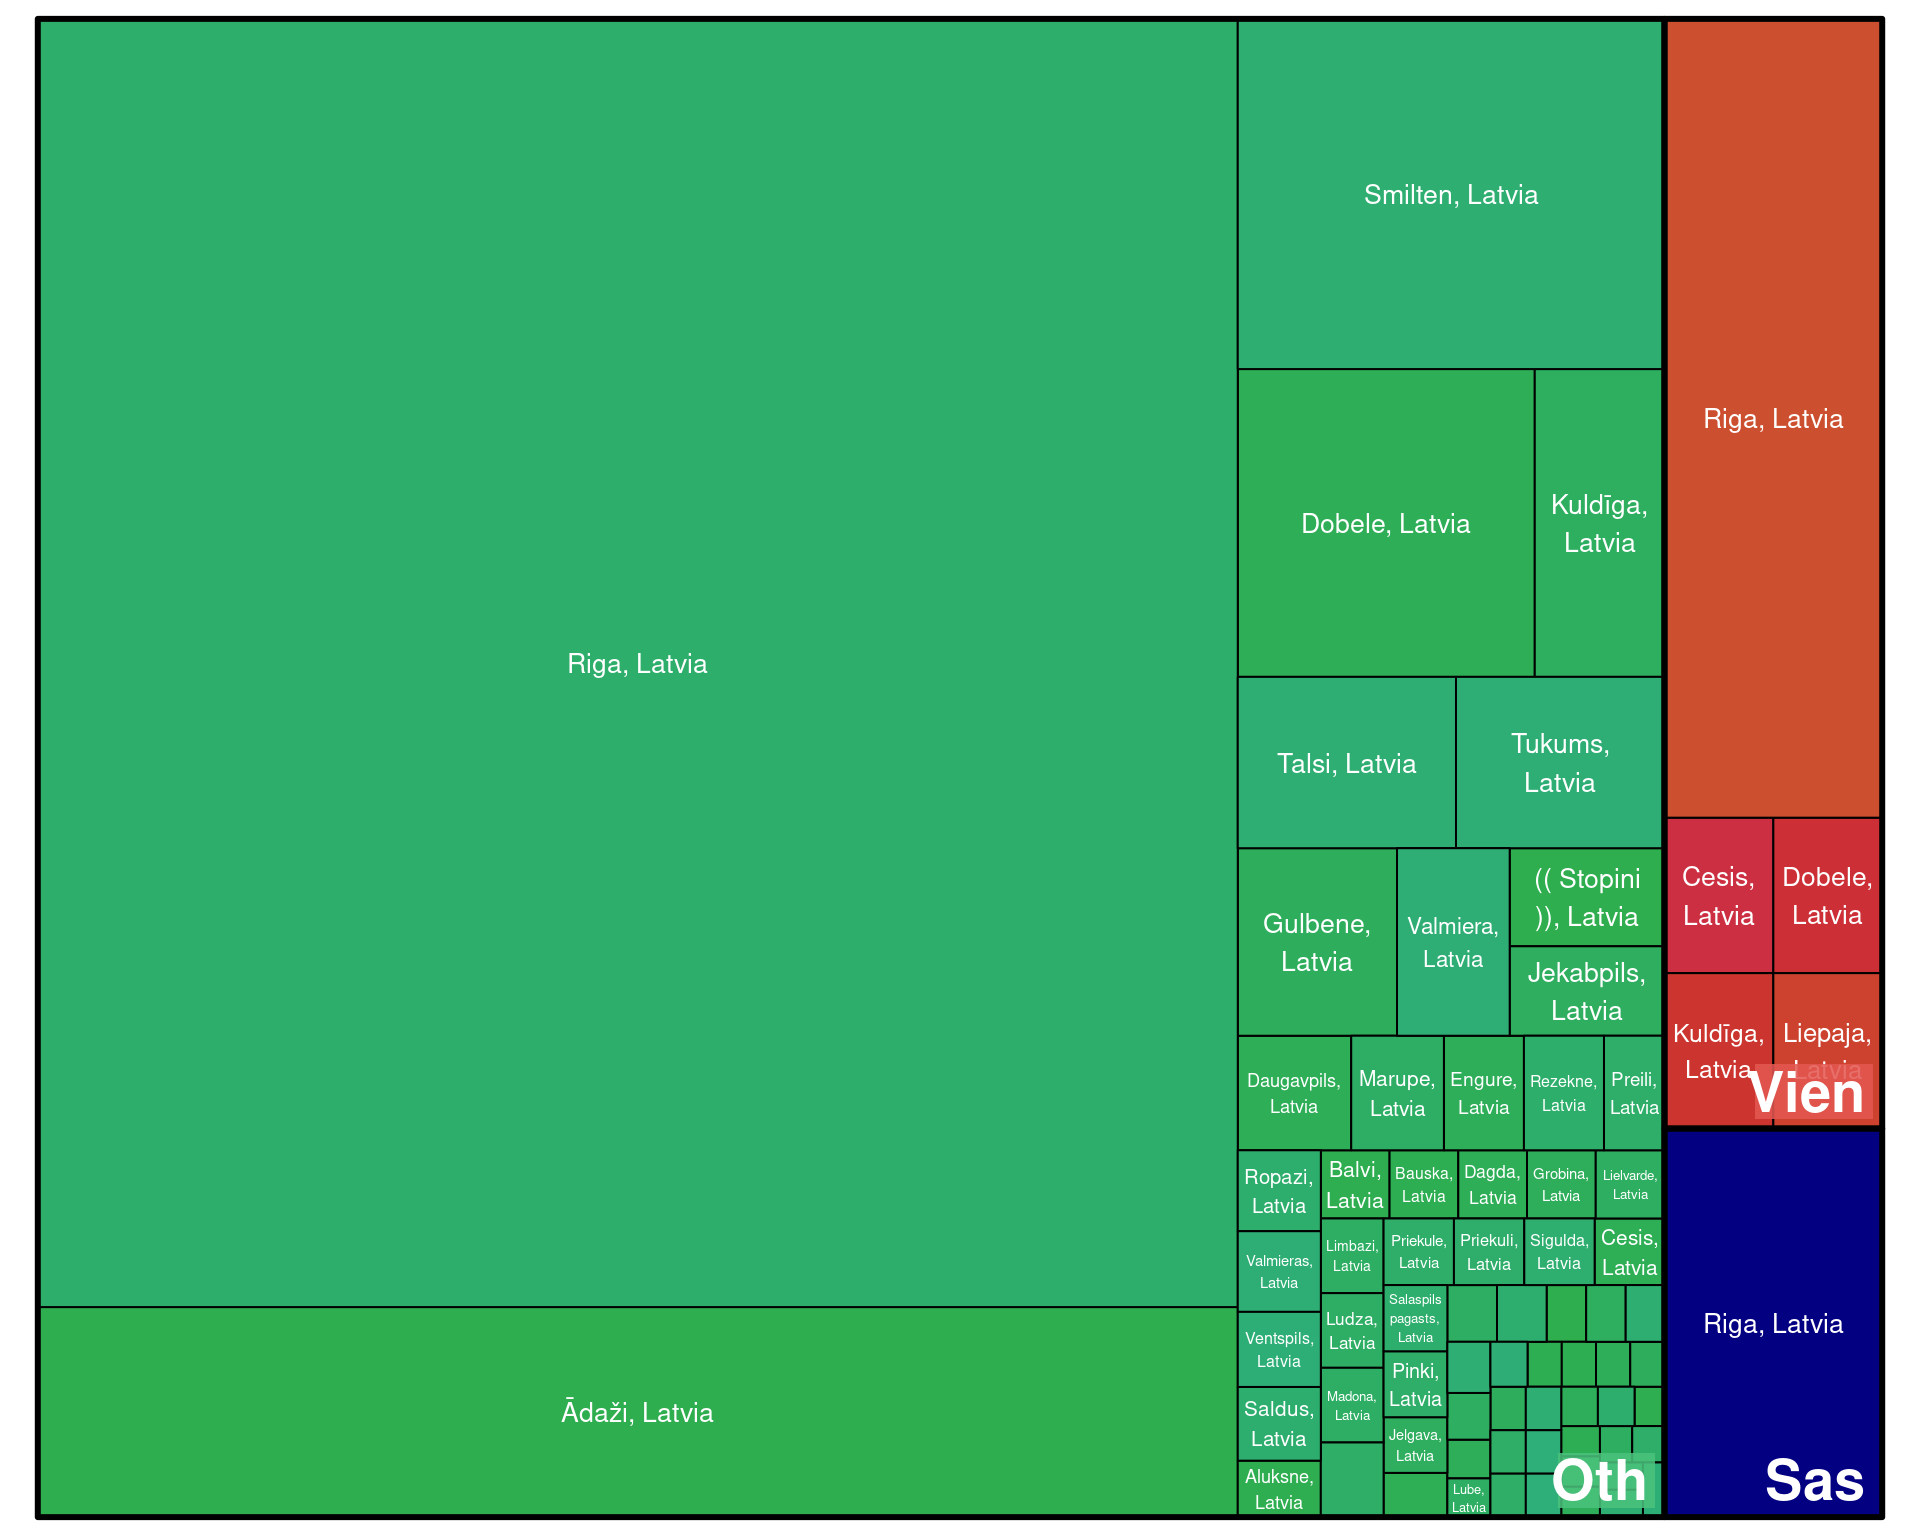 Riga, Latvia
Ādaži, Latvia
Smilten, Latvia
Dobele, Latvia
Kuldīga,
Latvia
Talsi, Latvia
Tukums,
Latvia
Gulbene,
Latvia
Valmiera,
Latvia
(( Stopini
)), Latvia
Jekabpils,
Latvia
Daugavpils,
Latvia
Marupe,
Latvia
Engure,
Latvia
Rezekne,
Latvia
Preili,
Latvia
Ropazi,
Latvia
Valmieras,
Latvia
Ventspils,
Latvia
Saldus,
Latvia
Aluksne,
Latvia
Balvi,
Latvia
Bauska,
Latvia
Dagda,
Latvia
Grobina,
Latvia
Lielvarde,
Latvia
Limbazi,
Latvia
Ludza,
Latvia
Madona,
Latvia
Priekule,
Latvia
Priekuli,
Latvia
Sigulda,
Latvia
Cesis,
Latvia
Salaspils
pagasts,
Latvia
Pinki,
Latvia
Jelgava,
Latvia
Lube,
Latvia
Oth
Riga, Latvia
Cesis,
Latvia
Dobele,
Latvia
Kuldīga,
Latvia
Liepaja,
Latvia
Vien
Riga, Latvia
Sas